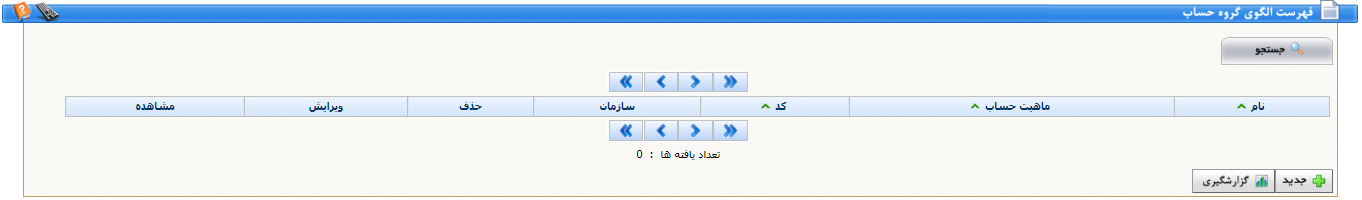 فهرست الگوی گروه حساب
جستجو
نام ماهیت حساب کد سازمان حذف ویرایش مشاهده
تعداد یافته ها : 0
جدید گزارشگیری